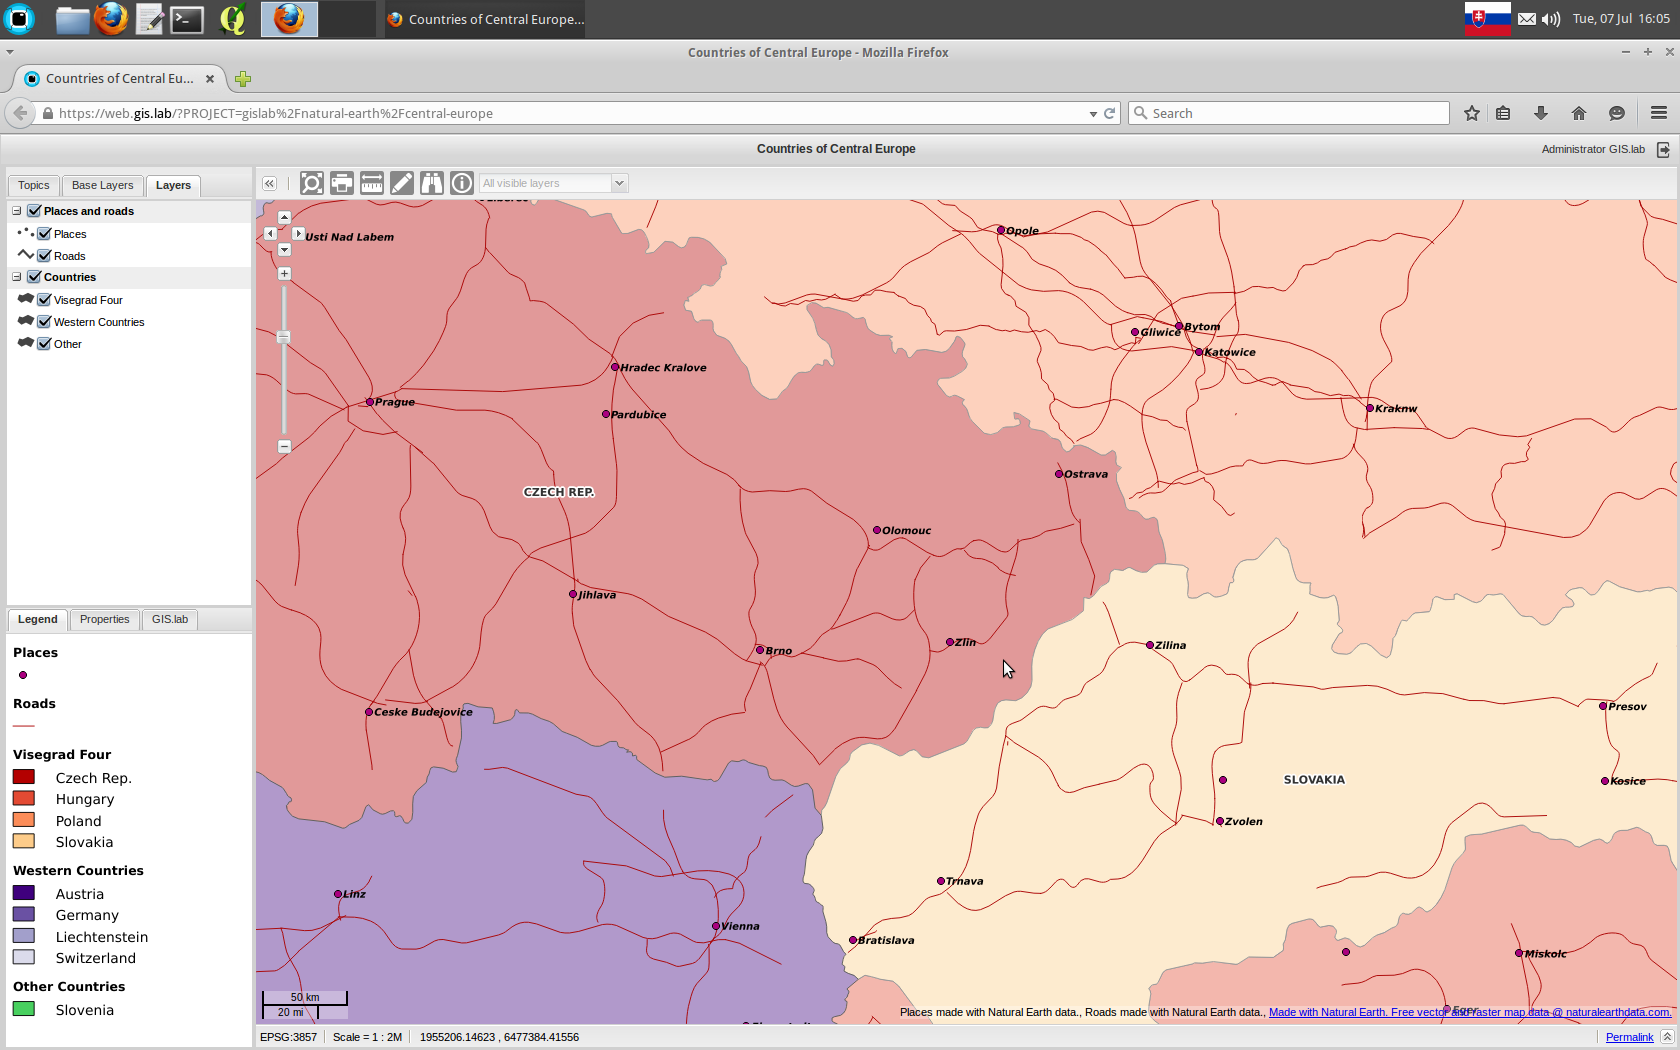 Countries of Central Europe...
Tue, 07 Jul 16:05
Countries of Central Europe - Mozilla Firefox
Countries of Central Eu...
https://web.gis.lab/?PROJECT=gislab%2Fnatural-earth%2Fcentral-europe
Search
Countries of Central Europe
Administrator GIS.lab
Topics
Base Layers
Layers
All visible layers
Places and roads
Places
Roads
Countries
Visegrad Four
Western Countries
Other
Legend
Properties
GIS.lab
Places
Roads
Visegrad Four
Czech Rep.
Hungary
Poland
Slovakia
Western Countries
Austria
Germany
Liechtenstein
Switzerland
Other Countries
Slovenia
Usti Nad Labem
Opole
Gliwice
Bytom
Katowice
Hradec Kralove
Prague
Pardubice
Kraknw
Ostrava
CZECH REP.
Olomouc
Jihlava
Brno
Zlin
Zilina
Ceske Budejovice
Presov
SLOVAKIA
Kosice
Zvolen
Linz
Trnava
Vienna
Bratislava
Miskolc
Eger
50 km
20 mi
Places made with Natural Earth data., Roads made with Natural Earth data., Made with Natural Earth. Free vector and raster map data @ naturalearthdata.com.
EPSG:3857
Scale = 1 : 2M
1955206.14623 , 6477384.41556
Permalink